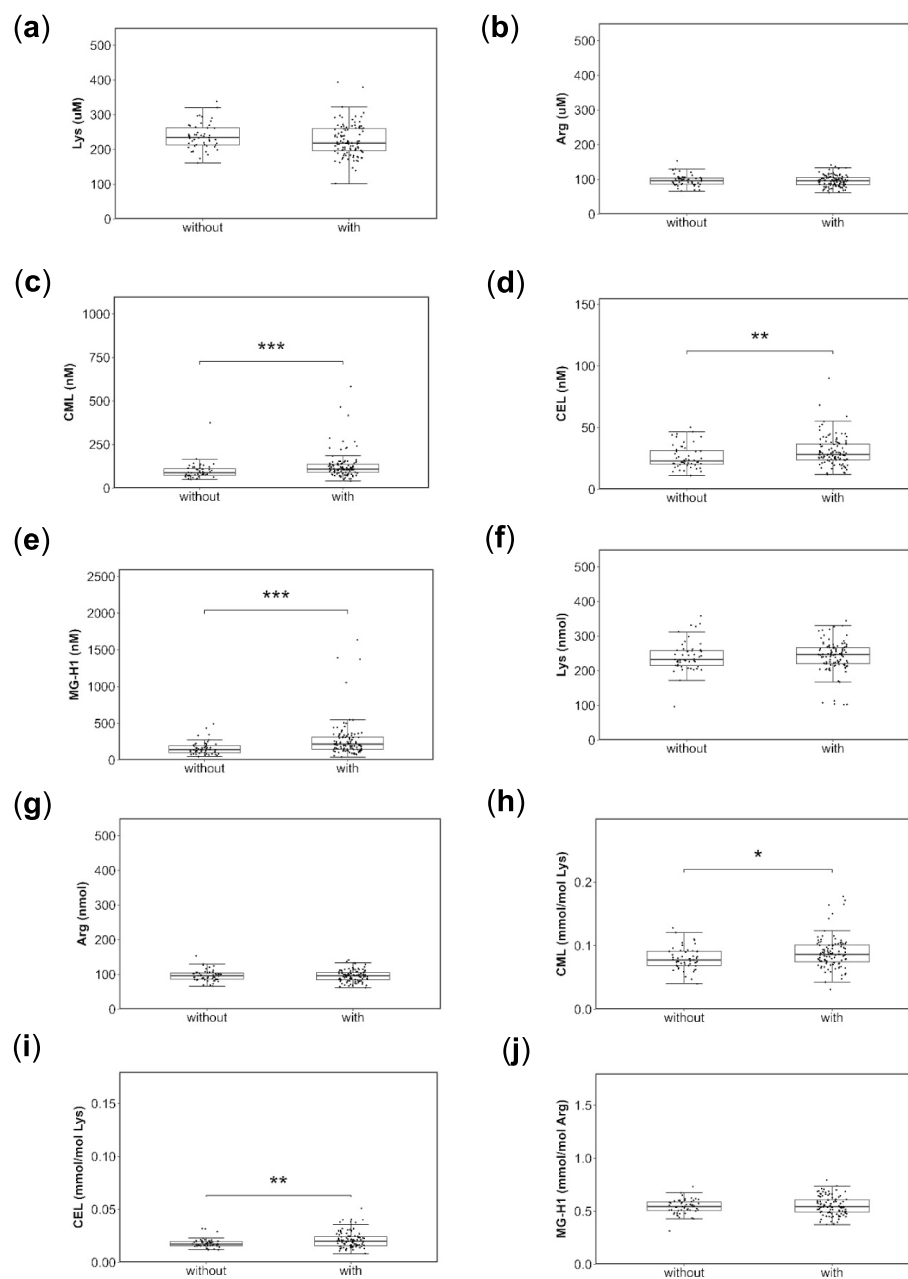 (a)
Lys (uM)
500
400
300
200
100
0
without with
(b)
Arg (uM)
500
400
300
200
100
0
without with
(c)
CML (nM)
1000
750
500
250
0
***
without with
(d)
CEL (nM)
150
100
50
0
**
without with
(e)
MG-H1 (nM)
2500
2000
1500
1000
500
0
***
without with
(f)
Lys (nmol)
500
400
300
200
100
0
without with
(g)
Arg (nmol)
500
400
300
200
100
0
without with
(h)
CML (mmol/mol Lys)
0.2
0.1
0.0
*
without with
(i)
CEL (mmol/mol Lys)
0.15
0.10
0.05
0.00
**
without with
(j)
MG-H1 (mmol/mol Arg)
1.5
1.0
0.5
0.0
without with